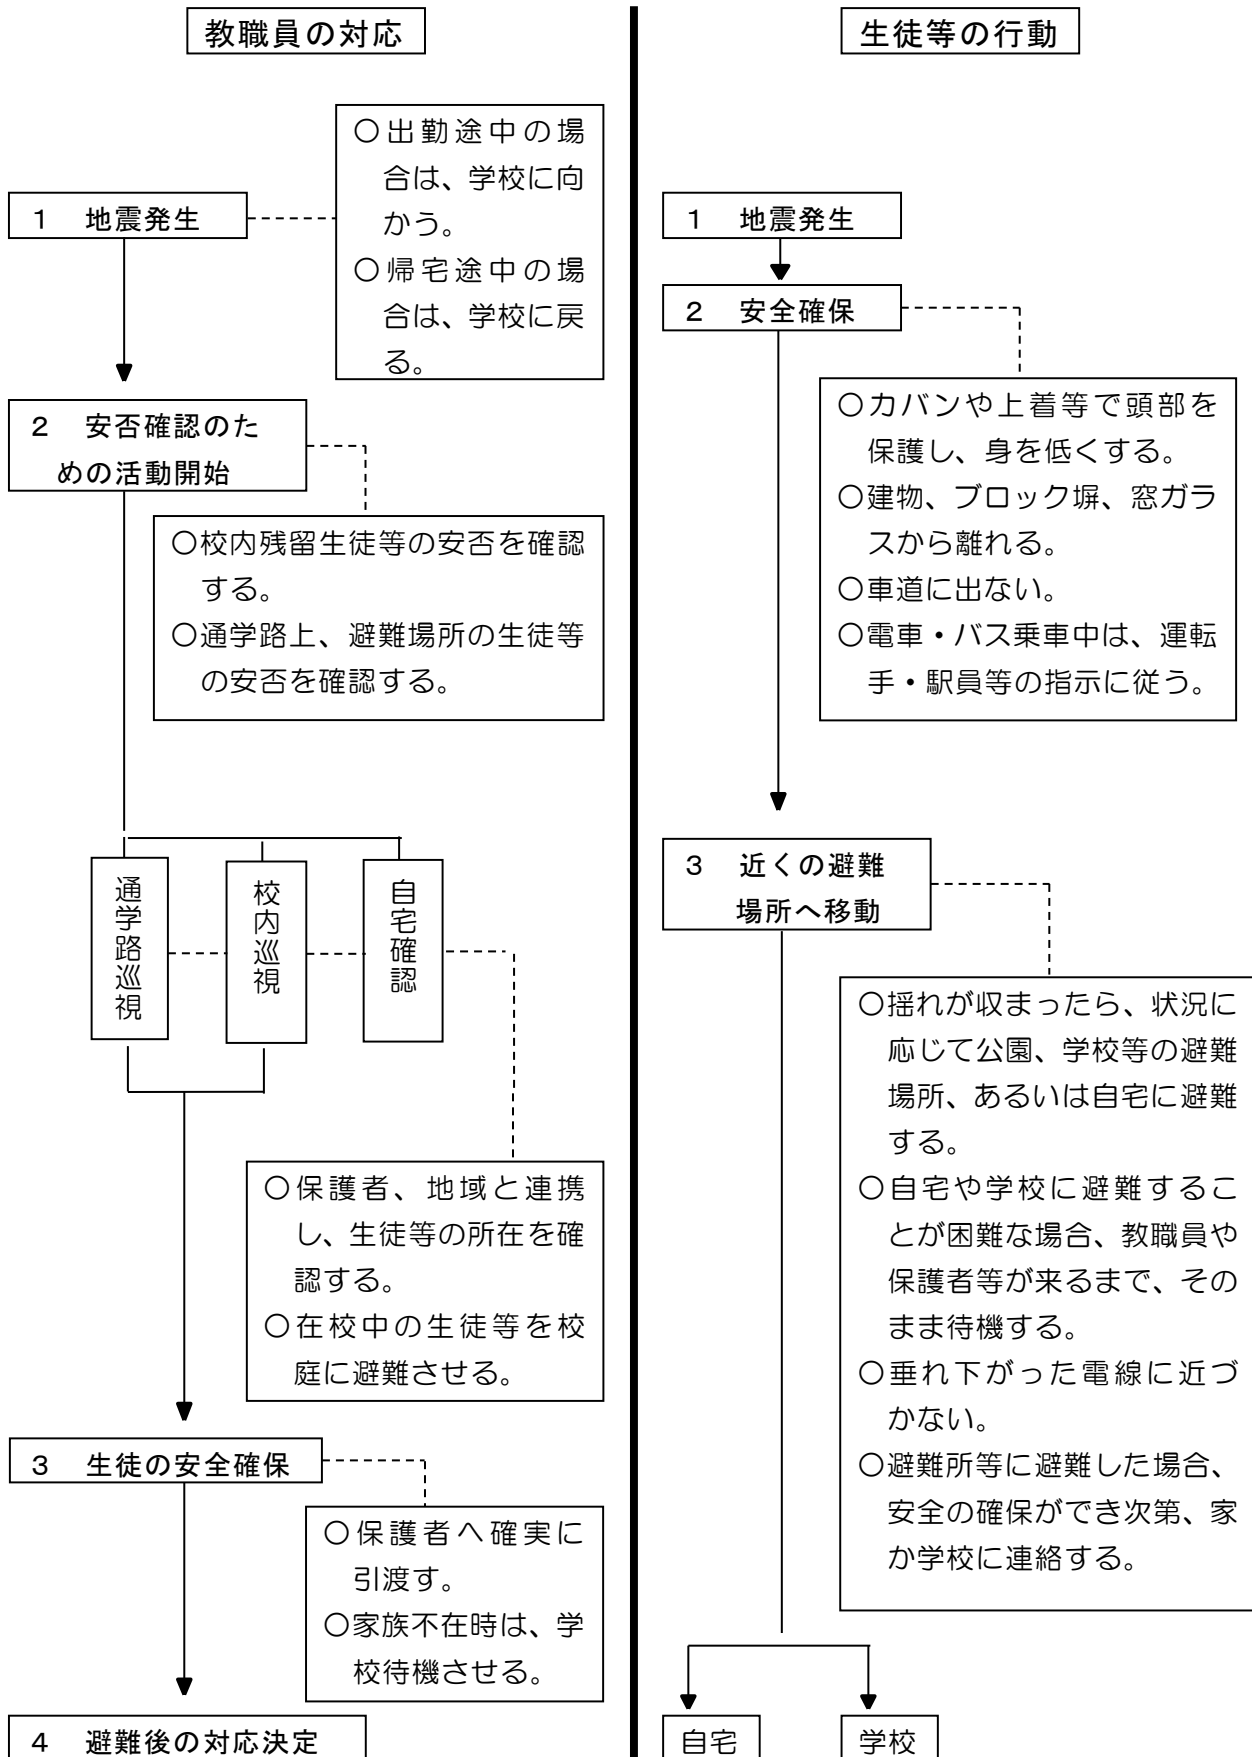 教職員の対応
○出勤途中の場
合は、学校に向
かう。
○帰宅途中の場
合は、学校に戻
る。
1 地震発生
2 安否確認のた
めの活動開始
○校内残留生徒等の安否を確認
する。
○通学路上、避難場所の生徒等
の安否を確認する。
通学路巡視
校内巡視
自宅確認
○保護者、地域と連携
し、生徒等の所在を確
認する。
○在校中の生徒等を校
庭に避難させる。
3 生徒の安全確保
○保護者へ確実に
引渡す。
○家族不在時は、学
校待機させる。
4 避難後の対応決定
生徒等の行動
1 地震発生
2 安全確保
○カバンや上着等で頭部を
保護し、身を低くする。
○建物、ブロック塀、窓ガラ
スから離れる。
○車道に出ない。
○電車・バス乗車中は、運転
手・駅員等の指示に従う。
3 近くの避難
場所へ移動
○揺れが収まったら、状況に
応じて公園、学校等の避難
場所、あるいは自宅に避難
する。
○自宅や学校に避難するこ
とが困難な場合、教職員や
保護者等が来るまで、その
まま待機する。
○垂れ下がった電線に近づ
かない。
○避難所等に避難した場合、
安全の確保ができ次第、家
か学校に連絡する。
自宅
学校